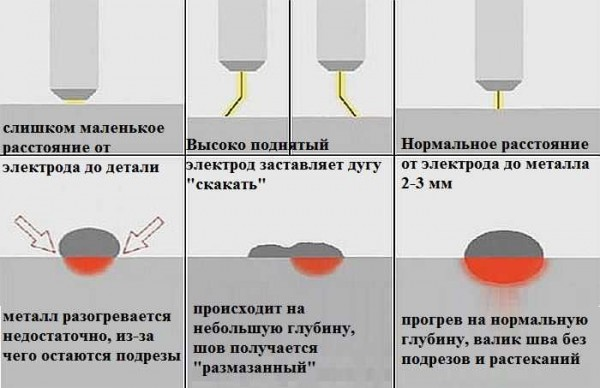 слишком маленькое
расстояние от
электрода до детали
Высоко поднятый
электрод заставляет дугу
"скакать"
Нормальное расстояние
от электрода до металла
2-3 мм
металл разогревается
недостаточно, из-за
чего остаются подрезы
происходит на
небольшую глубину,
шов получается
"размазанный"
прогрев на нормальную
глубину, валик шва без
подрезов и растеканий